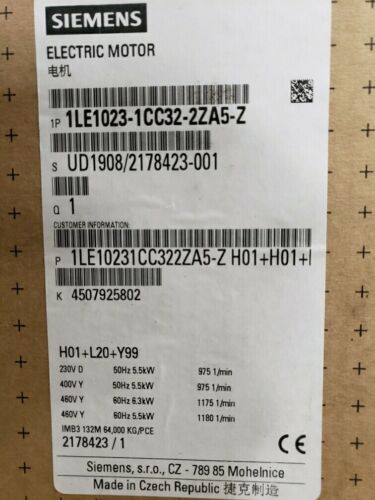 SIEMENS
ELECTRIC MOTOR
电机
1P 1LE1023-1CC32-2ZA5-Z
S UD1908/2178423-001
Q 1
CUSTOMER INFORMATION:
P 1LE10231CC322ZA5-Z H01+H01+I
K 4507925802
H01+L20+Y99
230V D 50Hz 5.5kW 975 1/min
400V Y 50Hz 5.5kW 975 1/min
460V Y 60Hz 6.3kW 1175 1/min
460V Y 60Hz 5.5kW 1180 1/min
IMB3 132M 64,000 KG/PCE
2178423 / 1 CE
Siemens, s.r.o., CZ - 789 85 Mohelnice
Made in Czech Republic 捷克制造